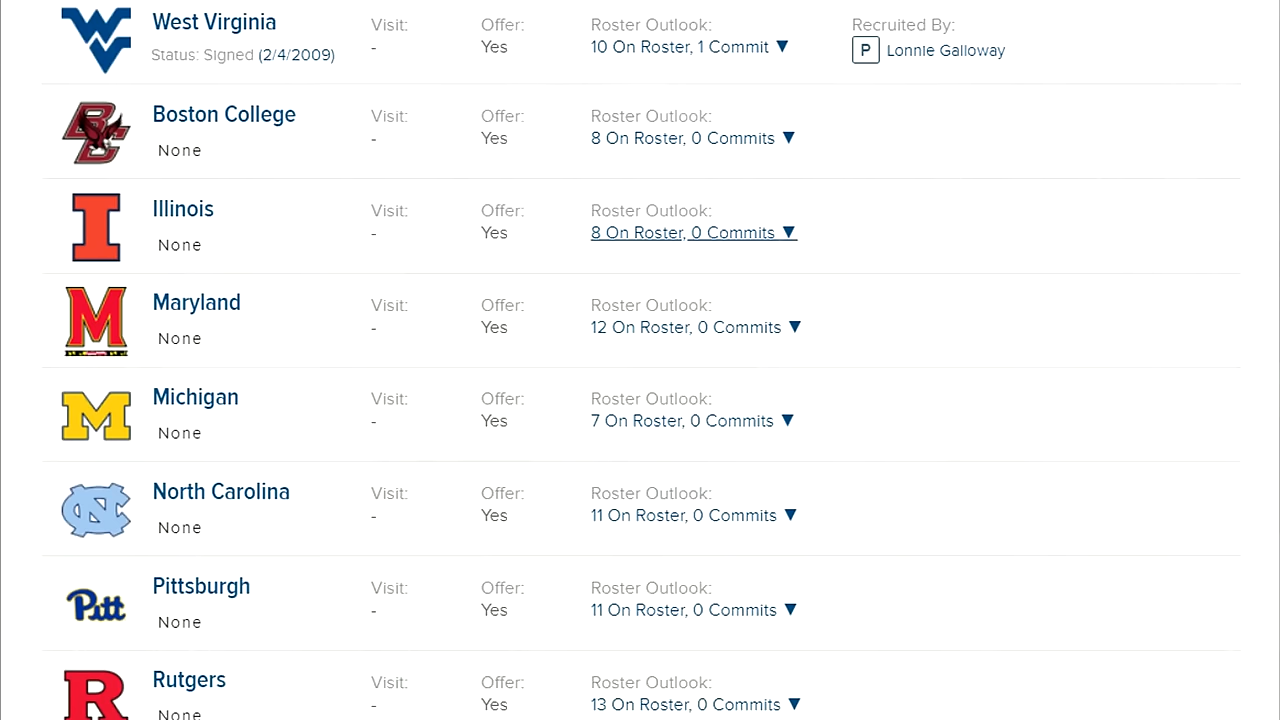 West Virginia
Status: Signed (2/4/2009)
Visit:
-
Offer:
Yes
Roster Outlook:
10 On Roster, 1 Commit ▼
Recruited By:
P Lonnie Galloway
Boston College
None
Visit:
-
Offer:
Yes
Roster Outlook:
8 On Roster, 0 Commits ▼
Illinois
None
Visit:
-
Offer:
Yes
Roster Outlook:
8 On Roster, 0 Commits ▼
Maryland
None
Visit:
-
Offer:
Yes
Roster Outlook:
12 On Roster, 0 Commits ▼
Michigan
None
Visit:
-
Offer:
Yes
Roster Outlook:
7 On Roster, 0 Commits ▼
North Carolina
None
Visit:
-
Offer:
Yes
Roster Outlook:
11 On Roster, 0 Commits ▼
Pitt
Pittsburgh
None
Visit:
-
Offer:
Yes
Roster Outlook:
11 On Roster, 0 Commits ▼
R
Rutgers
None
Visit:
-
Offer:
Yes
Roster Outlook:
13 On Roster, 0 Commits ▼